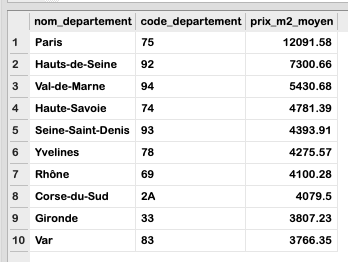 nom_departement code_departement prix_m2_moyen
1 Paris 75 12091.58
2 Hauts-de-Seine 92 7300.66
3 Val-de-Marne 94 5430.68
4 Haute-Savoie 74 4781.39
5 Seine-Saint-Denis 93 4393.91
6 Yvelines 78 4275.57
7 Rhône 69 4100.28
8 Corse-du-Sud 2A 4079.5
9 Gironde 33 3807.23
10 Var 83 3766.35